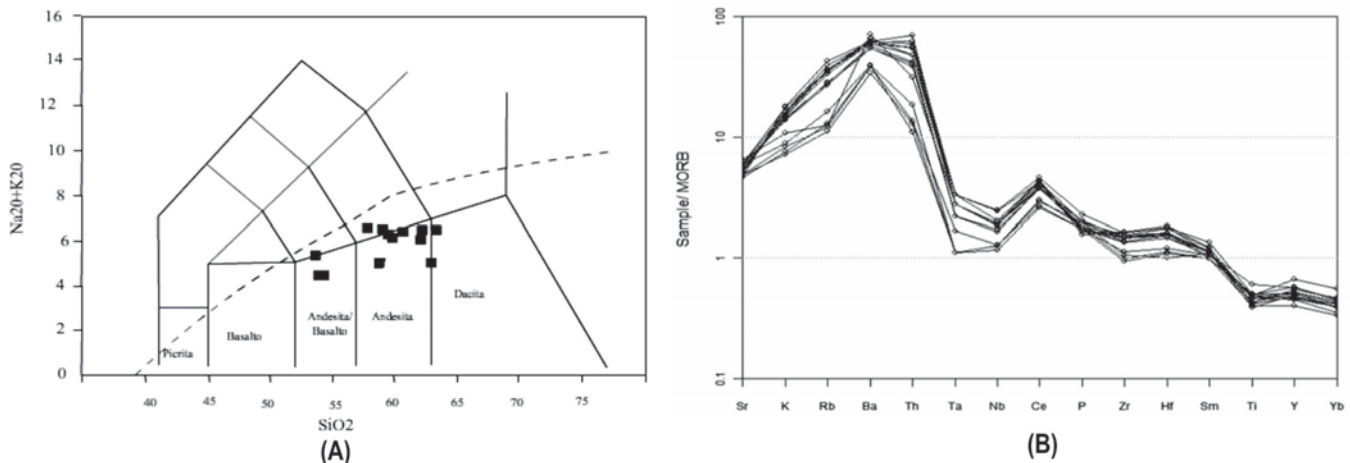 16
14
12
10
8
6
4
2
0
Na20+K20
Picrita
Basalto
Andesita/
Basalto
Andesita
Dacita
40
45
50
55
60
65
70
75
SiO2
(A)
100
10
1
0.1
Sample/ MORB
Sr
K
Rb
Ba
Th
Ta
Nb
Ce
P
Zr
Hf
Sm
Ti
Y
Yb
(B)